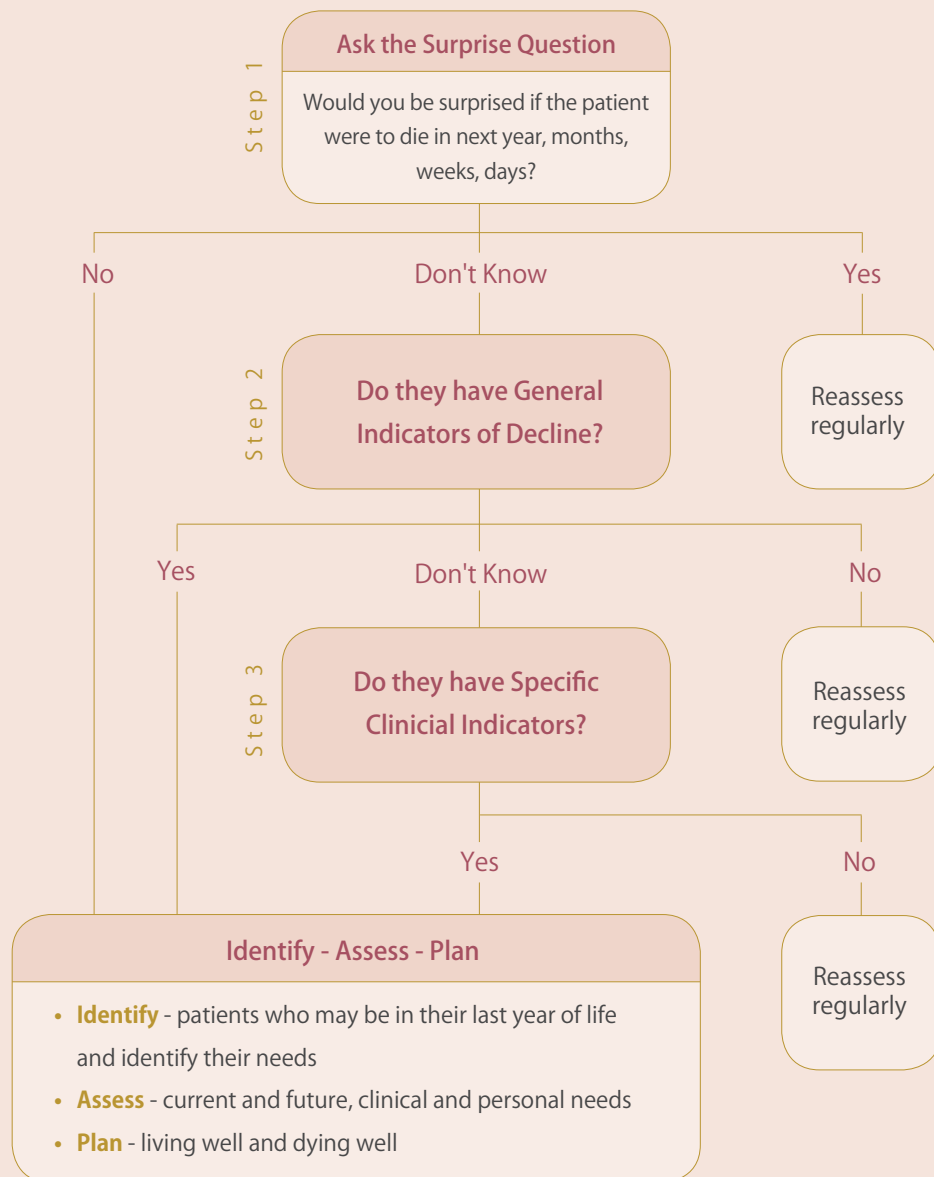 Ask the Surprise Question
Step 1
Would you be surprised if the patient
were to die in next year, months,
weeks, days?
No
Don't Know
Yes
Step 2
Do they have General
Indicators of Decline?
Reassess
regularly
Yes
Don't Know
No
Step 3
Do they have Specific
Clinicial Indicators?
Reassess
regularly
Yes
No
Identify - Assess - Plan
• Identify - patients who may be in their last year of life
and identify their needs
• Assess - current and future, clinical and personal needs
• Plan - living well and dying well
Reassess
regularly